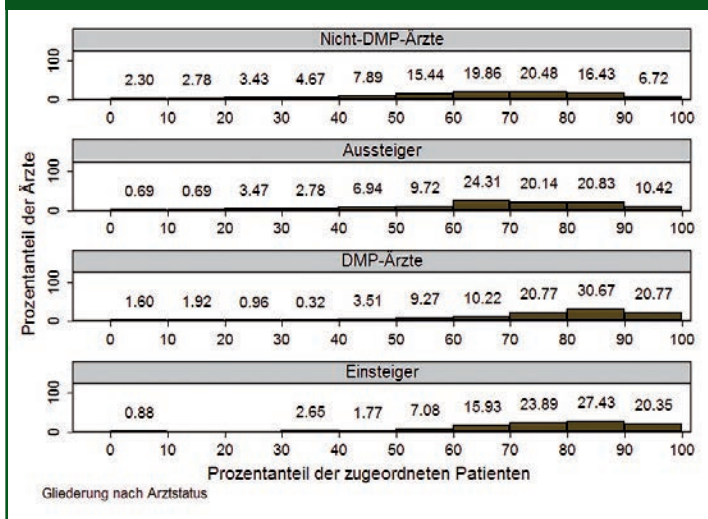 Nicht-DMP-Ärzte
100
0
2.30 2.78 3.43 4.67 7.89 15.44 19.86 20.48 16.43 6.72
0 10 20 30 40 50 60 70 80 90 100
Aussteiger
100
0
0.69 0.69 3.47 2.78 6.94 9.72 24.31 20.14 20.83 10.42
0 10 20 30 40 50 60 70 80 90 100
DMP-Ärzte
100
0
1.60 1.92 0.96 0.32 3.51 9.27 10.22 20.77 30.67 20.77
0 10 20 30 40 50 60 70 80 90 100
Einsteiger
100
0
0.88 2.65 1.77 7.08 15.93 23.89 27.43 20.35
0 10 20 30 40 50 60 70 80 90 100
Prozentanteil der Ärzte
Prozentanteil der zugeordneten Patienten
Gliederung nach Arztstatus